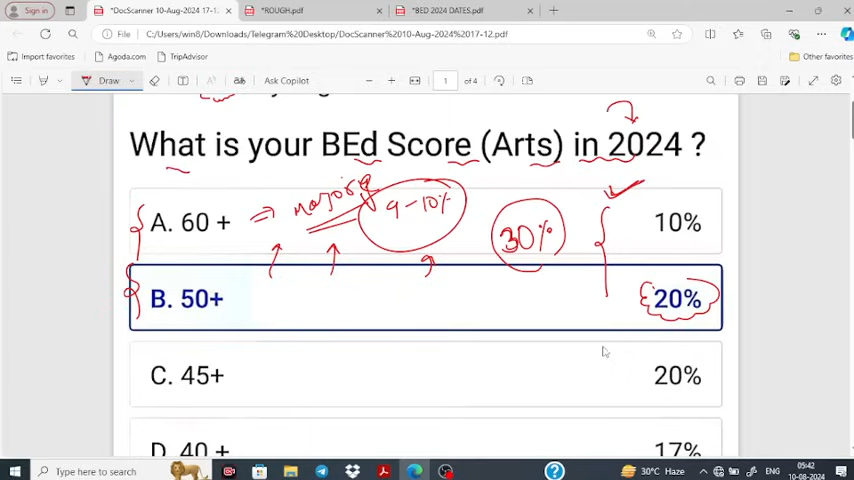 Sign in
*DocScanner 10-Aug-2024 17-1
*ROUGH.pdf
*BED 2024 DATES.pdf
File
C:/Users/win8/Downloads/Telegram%20Desktop/DocScanner%2010-Aug-2024%2017-12.pdf
Import favorites
Agoda.com
TripAdvisor
Other favorites
Draw
Ask Copilot
1
of 4
What is your BEd Score (Arts) in 2024 ?
A. 60 +
⇒
9-10%
30%
10%
B. 50+
20%
C. 45+
20%
D. 40 +
17%
Type here to search
30°C Haze
ENG
05:42
10-08-2024